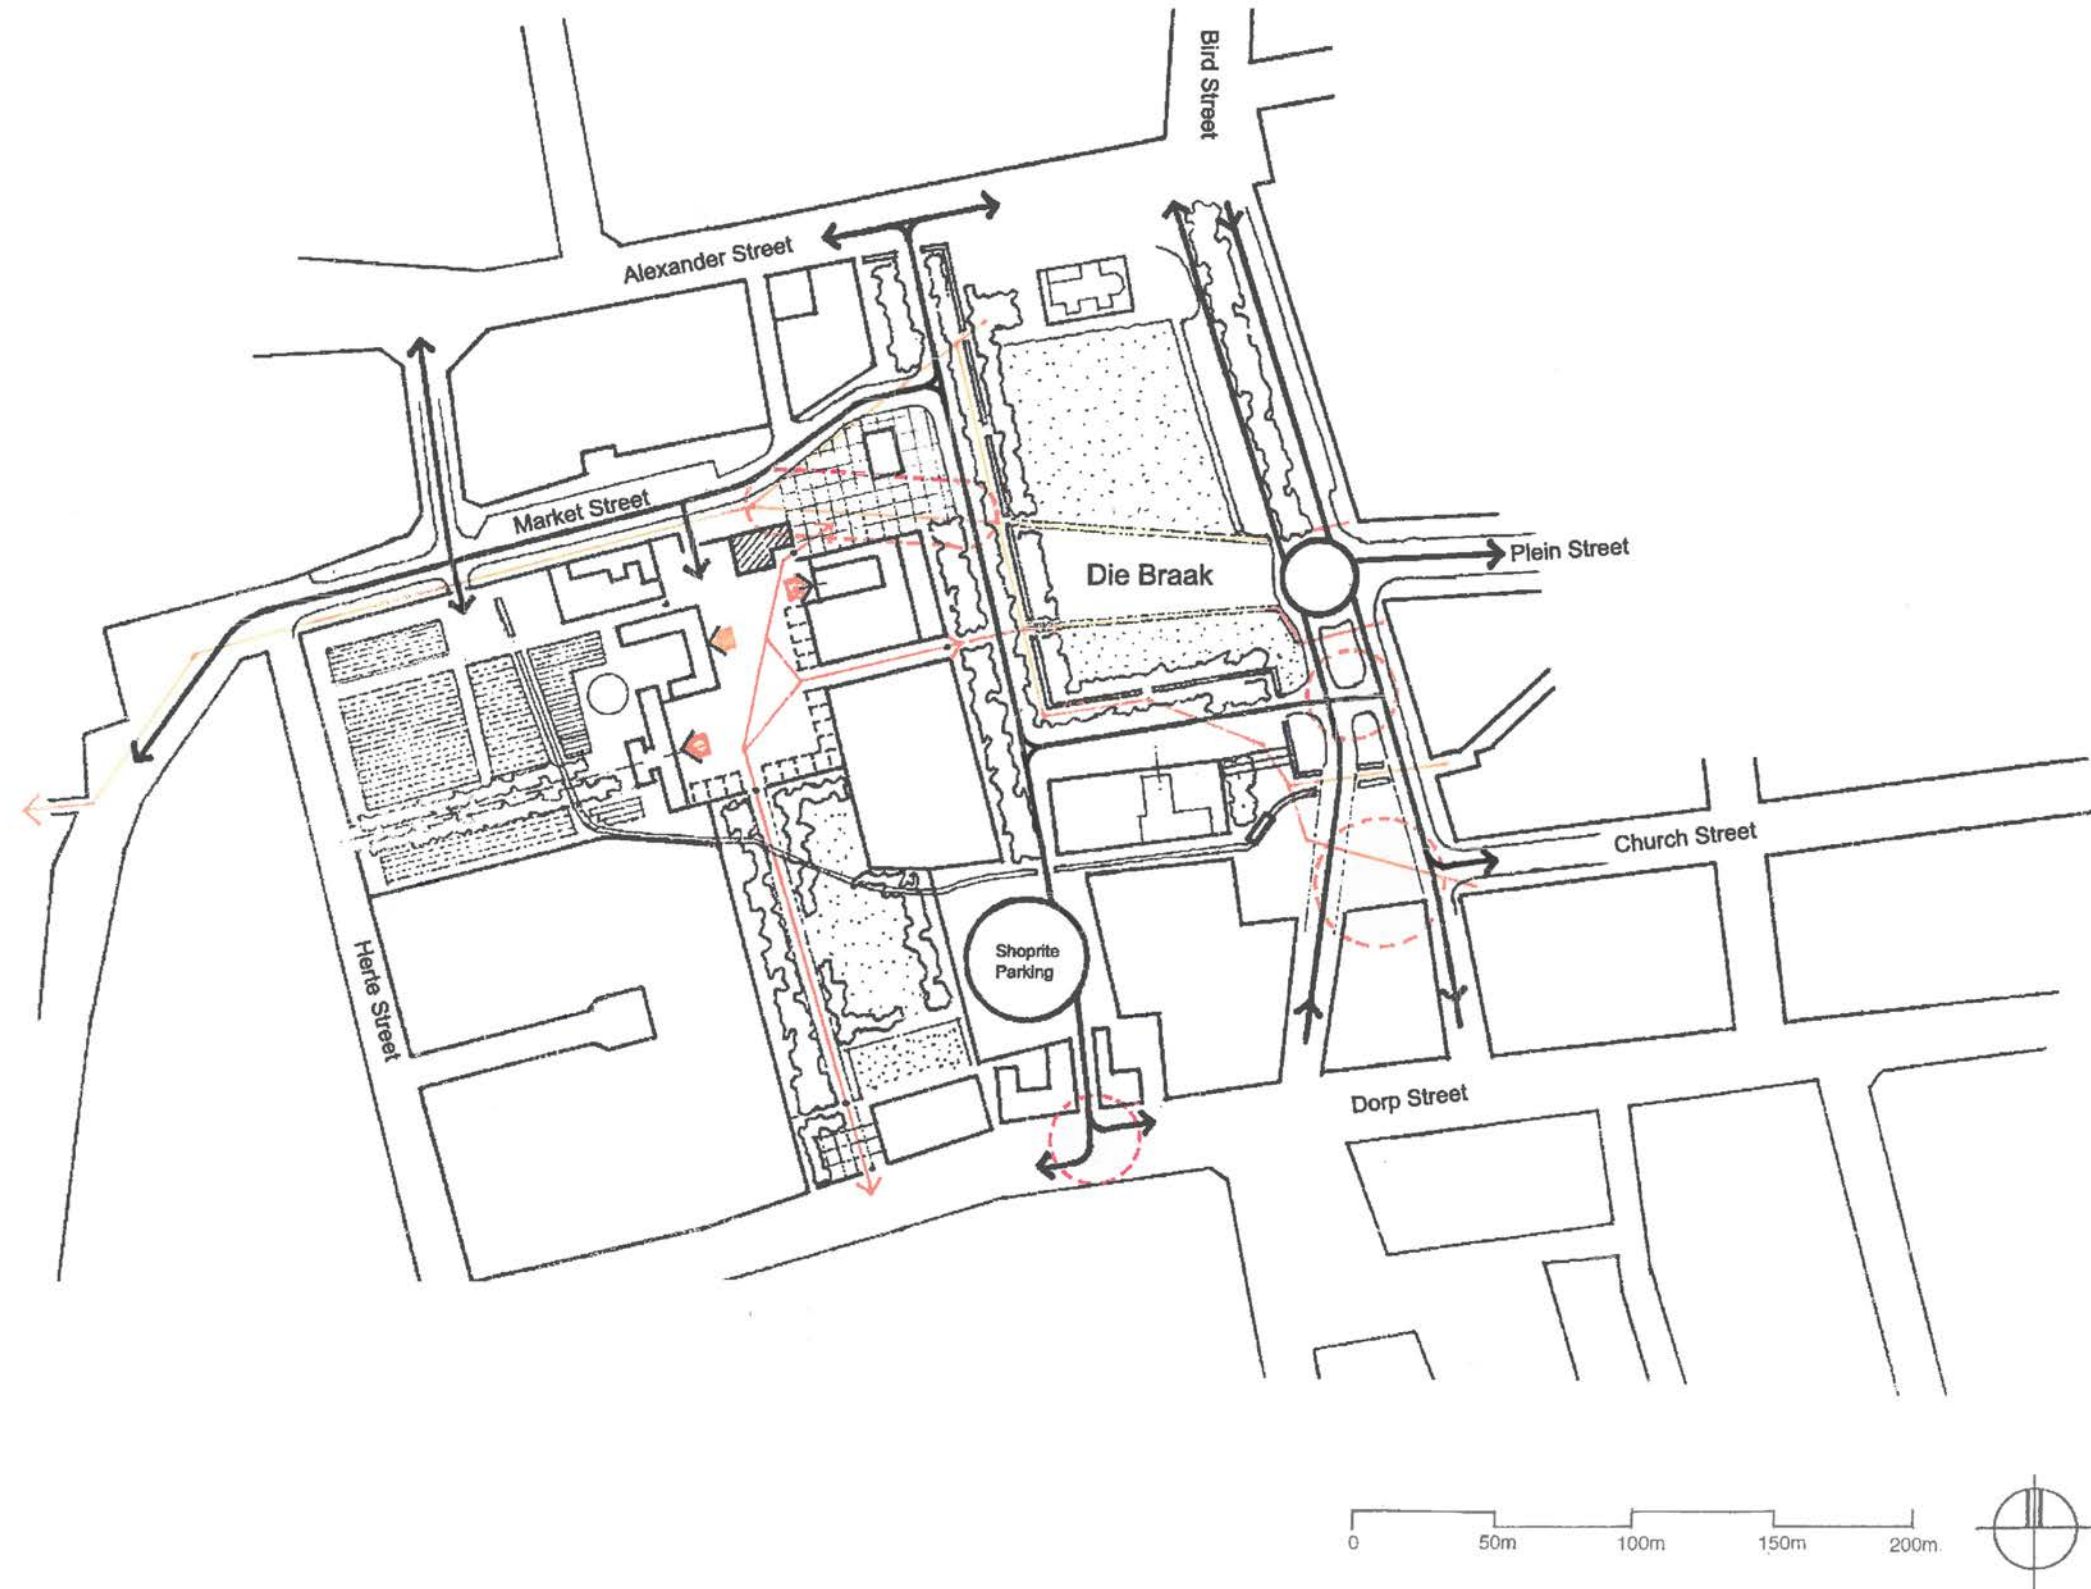 Bird Street
Alexander Street
Market Street
Plein Street
Die Braak
Church Street
Shoprite
Parking
Herte Street
Dorp Street
0 50m 100m 150m 200m